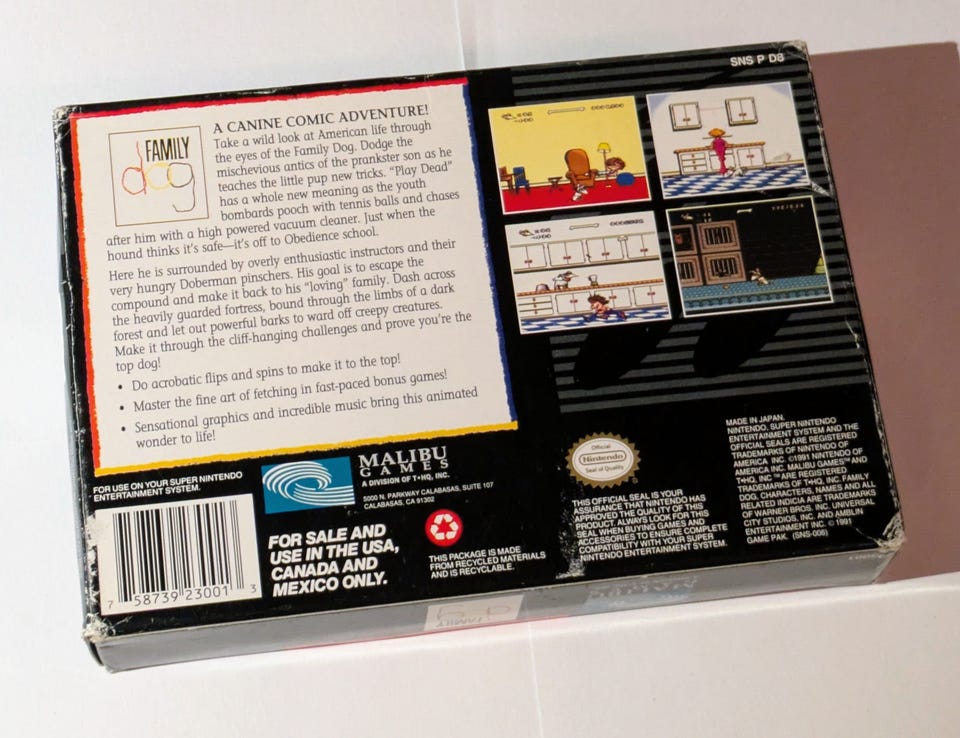 SNS P D8
FAMILY
dog
A CANINE COMIC ADVENTURE!
Take a wild look at American life through
the eyes of the Family Dog. Dodge the
mischevious antics of the prankster son as he
teaches the little pup new tricks. "Play Dead"
has a whole new meaning as the youth
bombards pooch with tennis balls and chases
after him with a high powered vacuum cleaner. Just when the
hound thinks it's safe—it's off to Obedience school.
Here he is surrounded by overly enthusiastic instructors and their
very hungry Doberman pinschers. His goal is to escape the
compound and make it back to his "loving" family. Dash across
the heavily guarded fortress, bound through the limbs of a dark
forest and let out powerful barks to ward off creepy creatures.
Make it through the cliff-hanging challenges and prove you're the
top dog!
• Do acrobatic flips and spins to make it to the top!
• Master the fine art of fetching in fast-paced bonus games!
• Sensational graphics and incredible music bring this animated
wonder to life!
FOR USE ON YOUR SUPER NINTENDO
ENTERTAINMENT SYSTEM.
7 58739 23001 3
MALIBU
GAMES
A DIVISION OF T•HQ, INC.
5000 N. PARKWAY CALABASAS, SUITE 107
CALABASAS, CA 91302
FOR SALE AND
USE IN THE USA,
CANADA AND
MEXICO ONLY.
THIS PACKAGE IS MADE
FROM RECYCLED MATERIALS
AND IS RECYCLABLE.
Official
Nintendo
Seal of Quality
THIS OFFICIAL SEAL IS YOUR
ASSURANCE THAT NINTENDO HAS
APPROVED THE QUALITY OF THIS
PRODUCT. ALWAYS LOOK FOR THIS
SEAL WHEN BUYING GAMES AND
ACCESSORIES TO ENSURE COMPLETE
COMPATIBILITY WITH YOUR SUPER
NINTENDO ENTERTAINMENT SYSTEM.
MADE IN JAPAN.
NINTENDO, SUPER NINTENDO
ENTERTAINMENT SYSTEM AND THE
OFFICIAL SEALS ARE REGISTERED
TRADEMARKS OF NINTENDO OF
AMERICA INC. ©1991 NINTENDO OF
AMERICA INC. MALIBU GAMES™ AND
T•HQ, INC.™ ARE REGISTERED
TRADEMARKS OF T•HQ, INC. FAMILY
DOG, CHARACTERS, NAMES AND ALL
RELATED INDICIA ARE TRADEMARKS
OF WARNER BROS. INC. UNIVERSAL
CITY STUDIOS, INC. AND AMBLIN
ENTERTAINMENT INC. © 1991
GAME PAK. (SNS-006)
FAMILY
dog
MALIBU